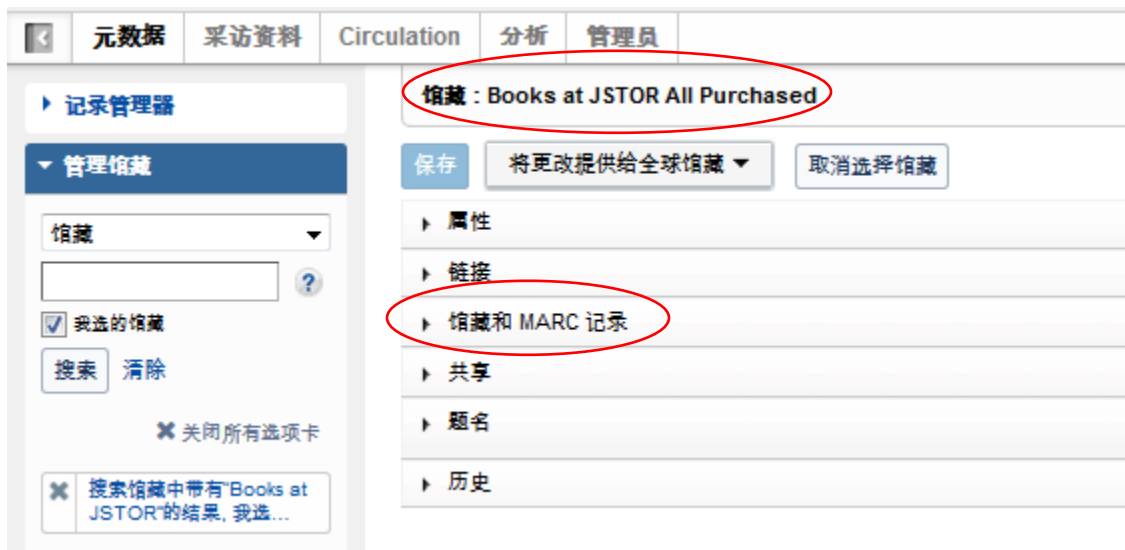 元数据 采访资料 Circulation 分析 管理员
记录管理器
管理馆藏
馆藏
?
我选的馆藏
搜索 清除
关闭所有选项卡
搜索馆藏中带有"Books at
JSTOR"的结果, 我选...
馆藏 : Books at JSTOR All Purchased
保存 将更改提供给全球馆藏 取消选择馆藏
属性
链接
馆藏和 MARC 记录
共享
题名
历史